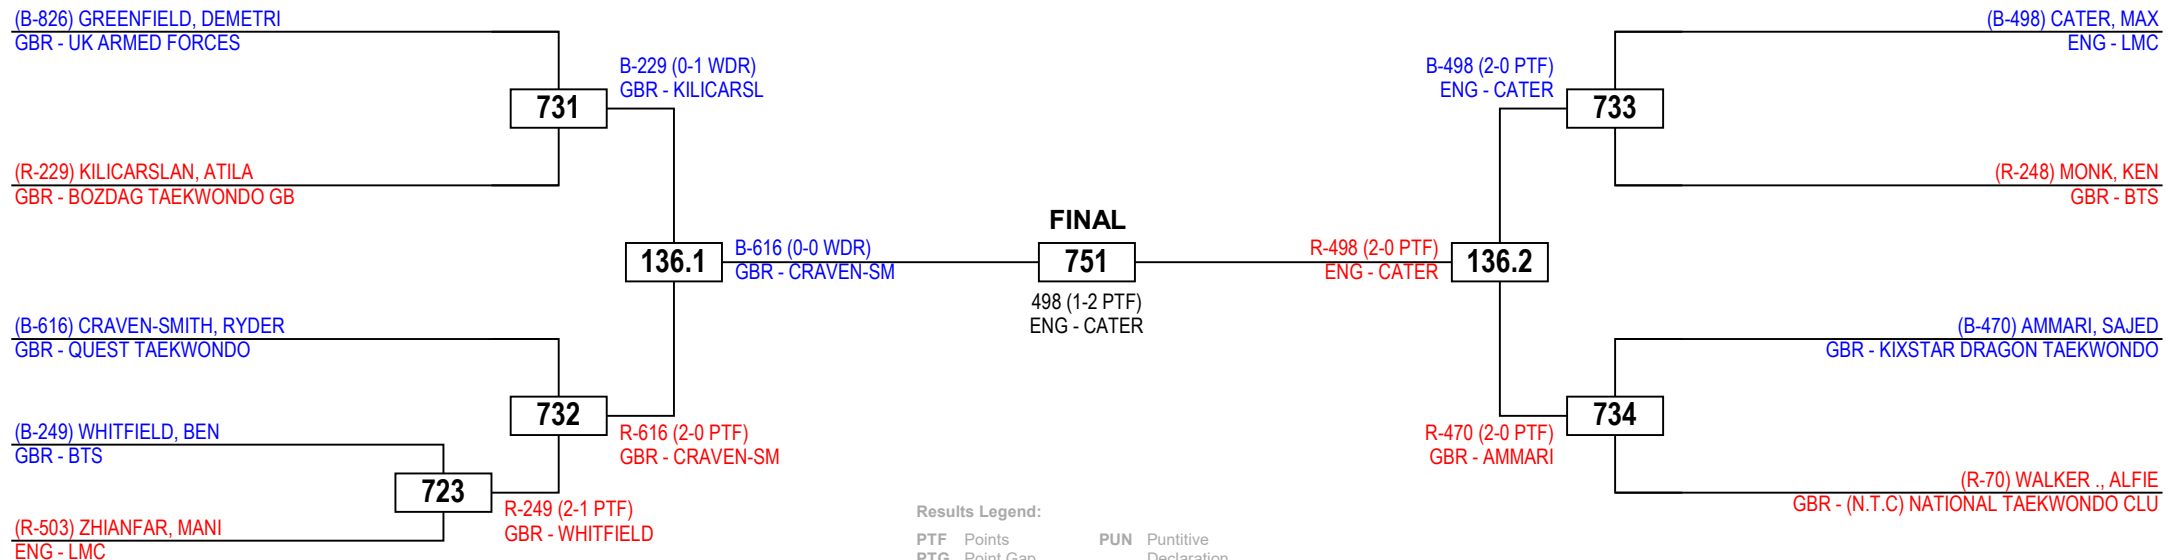 (B-826) GREENFIELD, DEMETRI
GBR - UK ARMED FORCES
B-229 (0-1 WDR)
GBR - KILICARSL
731
(R-229) KILICARSLAN, ATILA
GBR - BOZDAG TAEKWONDO GB
136.1
B-616 (0-0 WDR)
GBR - CRAVEN-SM
(B-616) CRAVEN-SMITH, RYDER
GBR - QUEST TAEKWONDO
732
R-616 (2-0 PTF)
GBR - CRAVEN-SM
(B-249) WHITFIELD, BEN
GBR - BTS
723
R-249 (2-1 PTF)
GBR - WHITFIELD
(R-503) ZHIANFAR, MANI
ENG - LMC
FINAL
751
498 (1-2 PTF)
ENG - CATER
(B-498) CATER, MAX
ENG - LMC
B-498 (2-0 PTF)
ENG - CATER
733
(R-248) MONK, KEN
GBR - BTS
R-498 (2-0 PTF)
ENG - CATER
136.2
(B-470) AMMARI, SAJED
GBR - KIXSTAR DRAGON TAEKWONDO
734
R-470 (2-0 PTF)
GBR - AMMARI
(R-70) WALKER ., ALFIE
GBR - (N.T.C) NATIONAL TAEKWONDO CLU
Results Legend:
PTF Points PUN Puntitive
PTG Point Gap Declaration